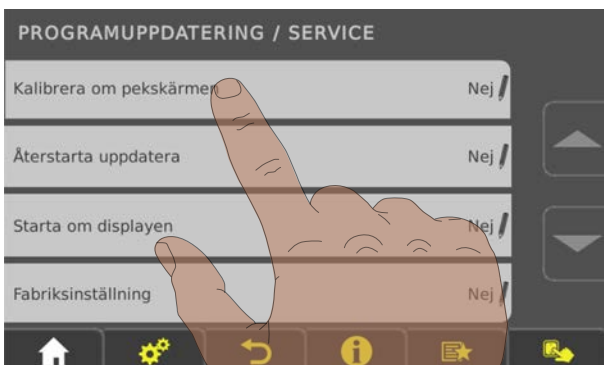 PROGRAMUPPDATERING / SERVICE
Kalibrera om pekskärmen Nej
Återstarta uppdatera Nej
Starta om displayen Nej
Fabriksinställning Nej